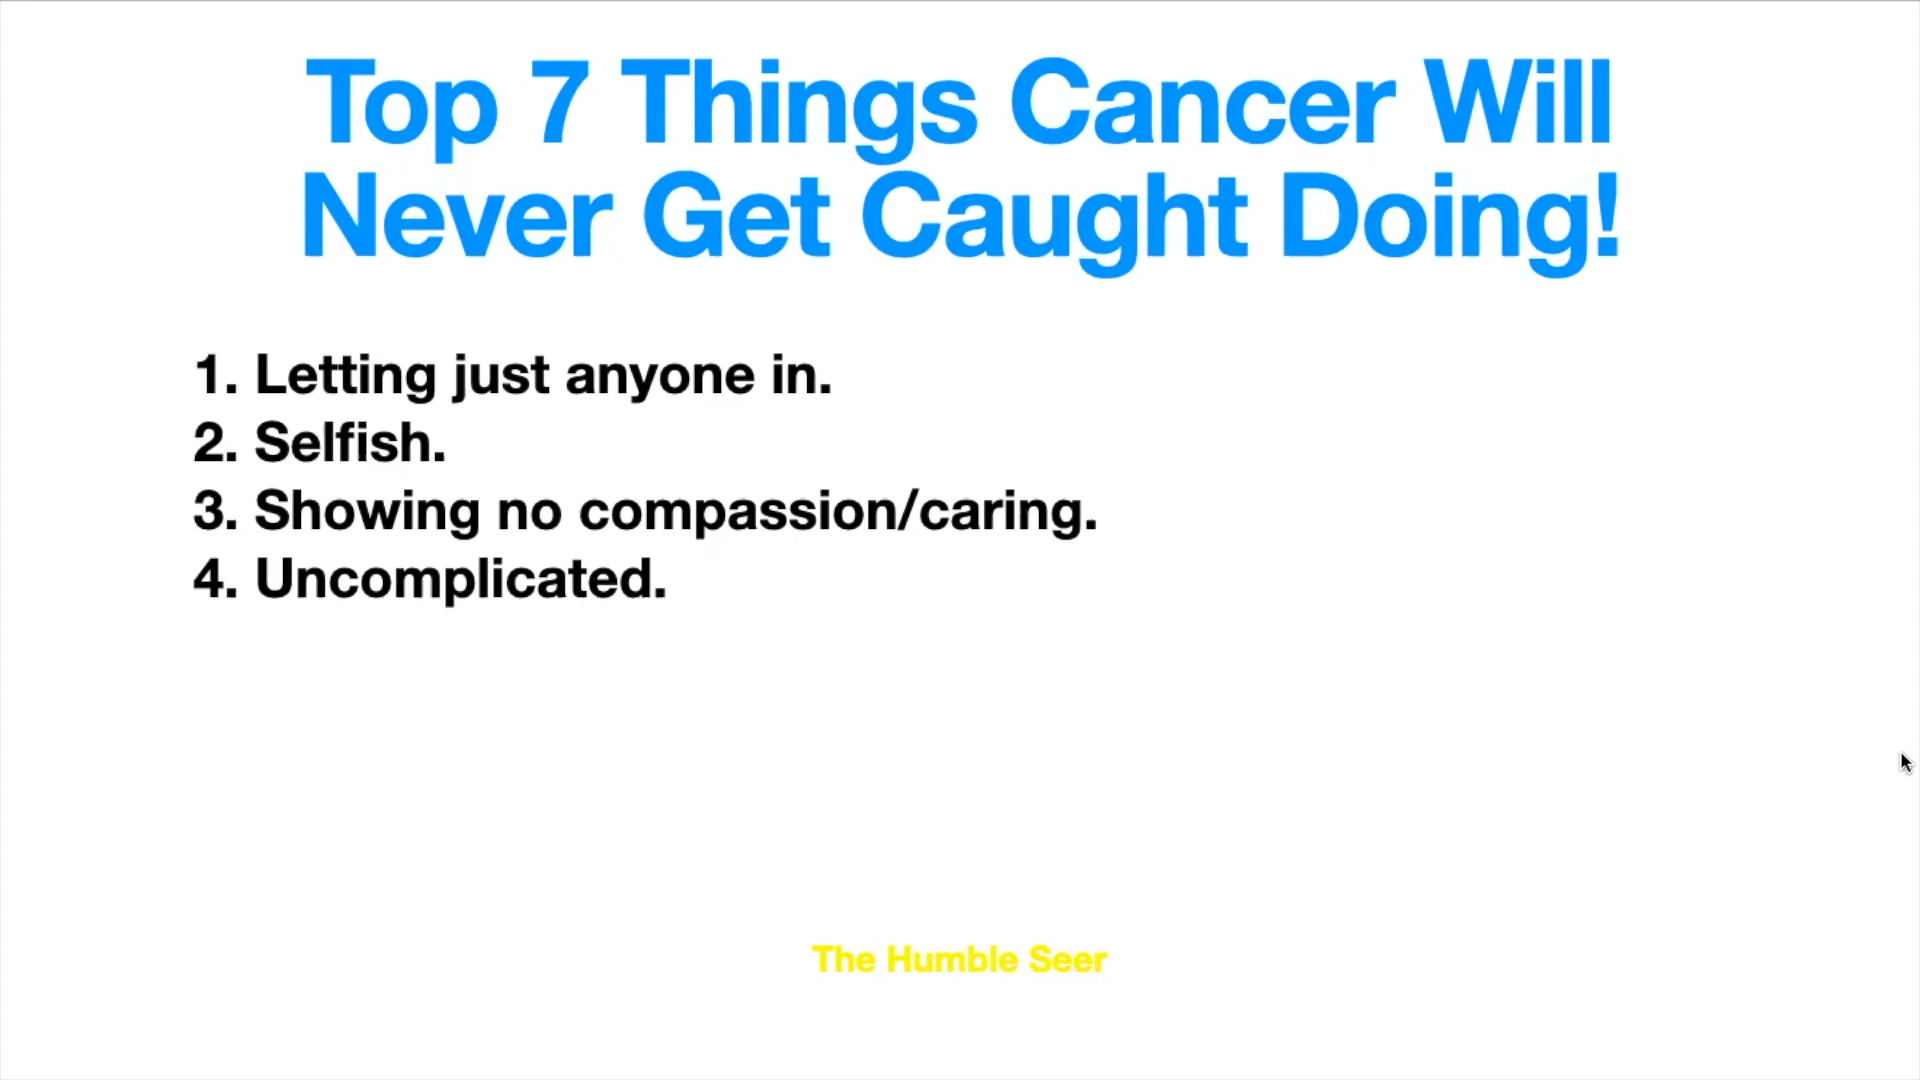 Top 7 Things Cancer Will
Never Get Caught Doing!
1. Letting just anyone in.
2. Selfish.
3. Showing no compassion/caring.
4. Uncomplicated.
The Humble Seer